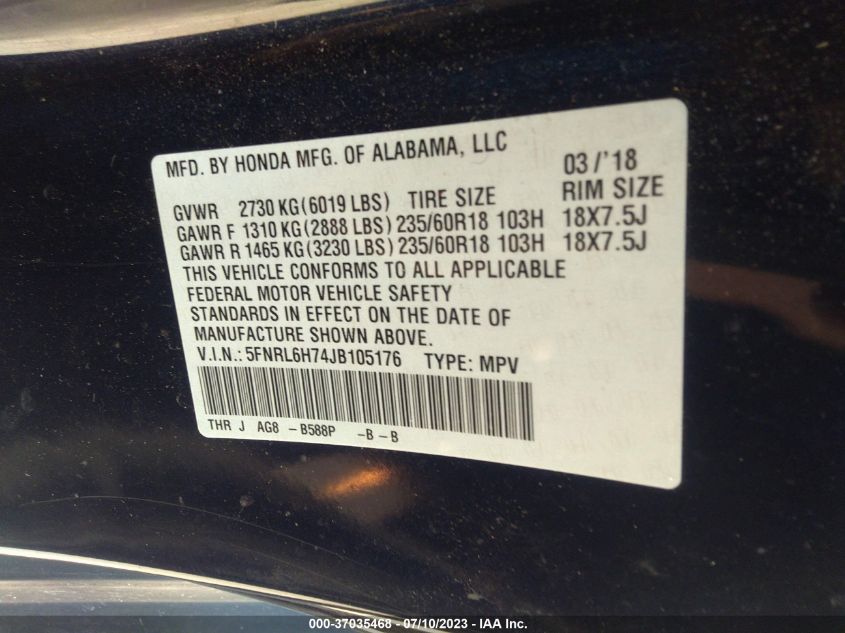 MFD. BY HONDA MFG. OF ALABAMA, LLC 03/'18
GVWR 2730 KG(6019 LBS) TIRE SIZE RIM SIZE
GAWR F 1310 KG(2888 LBS)235/60R18 103H 18X7.5J
GAWR R 1465 KG(3230 LBS)235/60R18 103H 18X7.5J
THIS VEHICLE CONFORMS TO ALL APPLICABLE
FEDERAL MOTOR VEHICLE SAFETY
STANDARDS IN EFFECT ON THE DATE OF
MANUFACTURE SHOWN ABOVE.
V.I.N.: 5FNRL6H74JB105176 TYPE: MPV
THR J AG8 -B588P -B-B
000-37035468 - 07/10/2023 - IAA Inc.